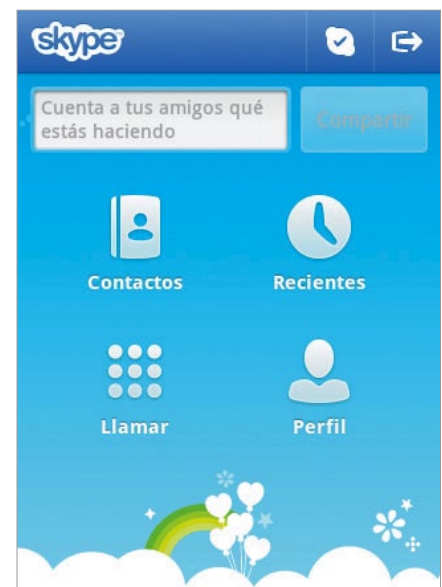 skype
Cuenta a tus amigos qué
estás haciendo
Compartir
Contactos
Recientes
Llamar
Perfil